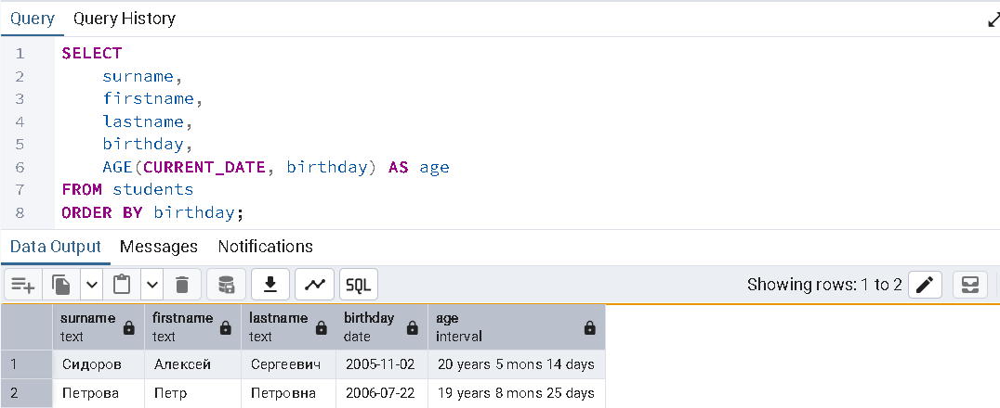 Query Query History
1 SELECT
2 surname,
3 firstname,
4 lastname,
5 birthday,
6 AGE(CURRENT_DATE, birthday) AS age
7 FROM students
8 ORDER BY birthday;
Data Output Messages Notifications
SQL Showing rows: 1 to 2
surname firstname lastname birthday age
text text text date interval
1 Сидоров Алексей Сергеевич 2005-11-02 20 years 5 mons 14 days
2 Петрова Петр Петровна 2006-07-22 19 years 8 mons 25 days